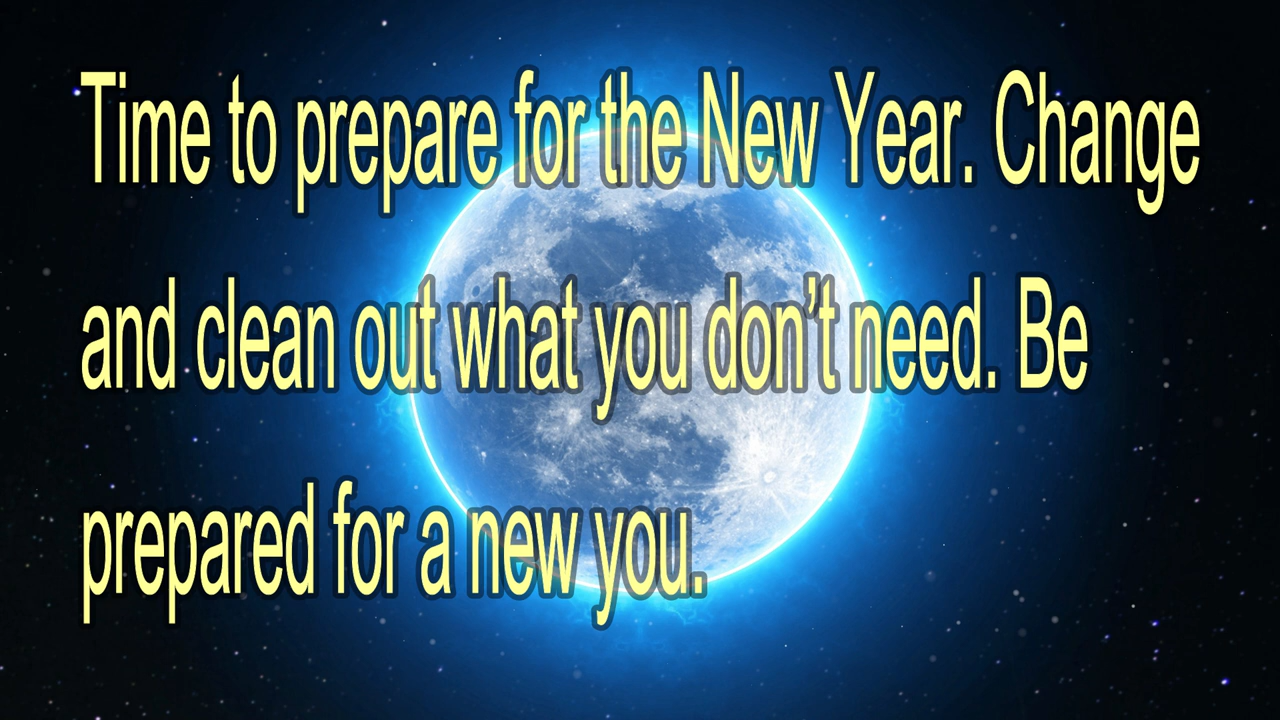 Time to prepare for the New Year. Change
and clean out what you don’t need. Be
prepared for a new you.